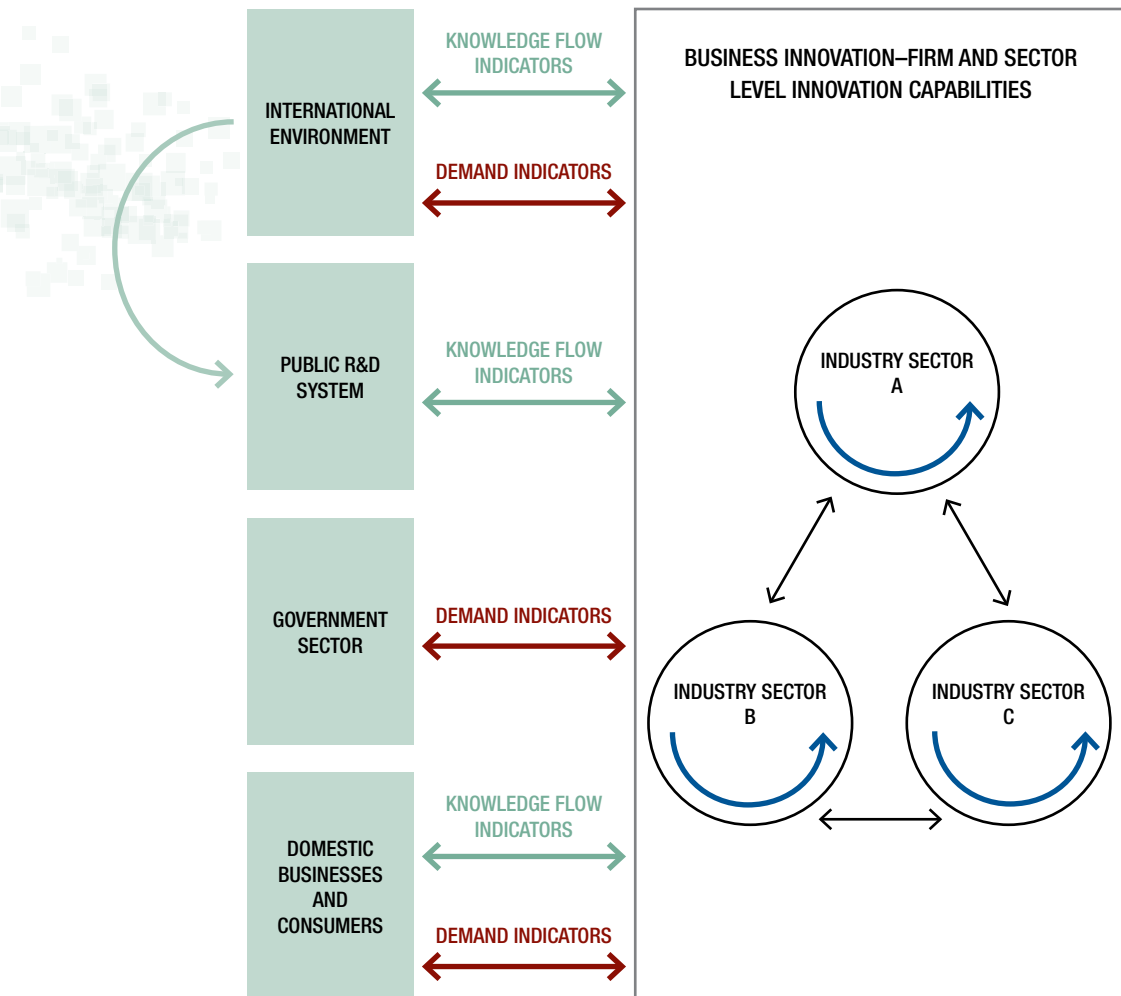 KNOWLEDGE FLOW
INDICATORS
INTERNATIONAL
ENVIRONMENT
DEMAND INDICATORS
PUBLIC R&D
SYSTEM
KNOWLEDGE FLOW
INDICATORS
GOVERNMENT
SECTOR
DEMAND INDICATORS
KNOWLEDGE FLOW
INDICATORS
DOMESTIC
BUSINESSES
AND
CONSUMERS
DEMAND INDICATORS
BUSINESS INNOVATION–FIRM AND SECTOR
LEVEL INNOVATION CAPABILITIES
INDUSTRY SECTOR
A
INDUSTRY SECTOR
B
INDUSTRY SECTOR
C